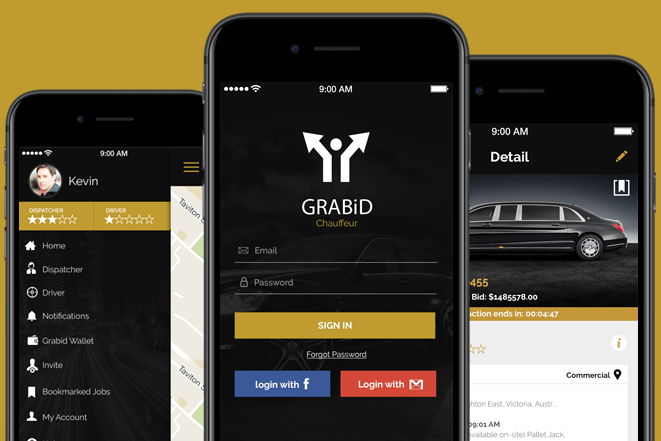 9:00 AM
Kevin
DISPATCHER
DRIVER
Home
Dispatcher
Driver
Notifications
Grabid Wallet
Invite
Bookmarked Jobs
My Account
Taviton St
Taviton St
9:00 AM
GRABiD
Chauffeur
Email
Password
SIGN IN
Forgot Password
login with f
Login with M
9:00 AM
Detail
455
Bid: $1485578.00
uction ends in: 00:04:47
i
Commercial
hton East, Victoria, Austr...
09:01 AM
vailable on-site) Pallet Jack,